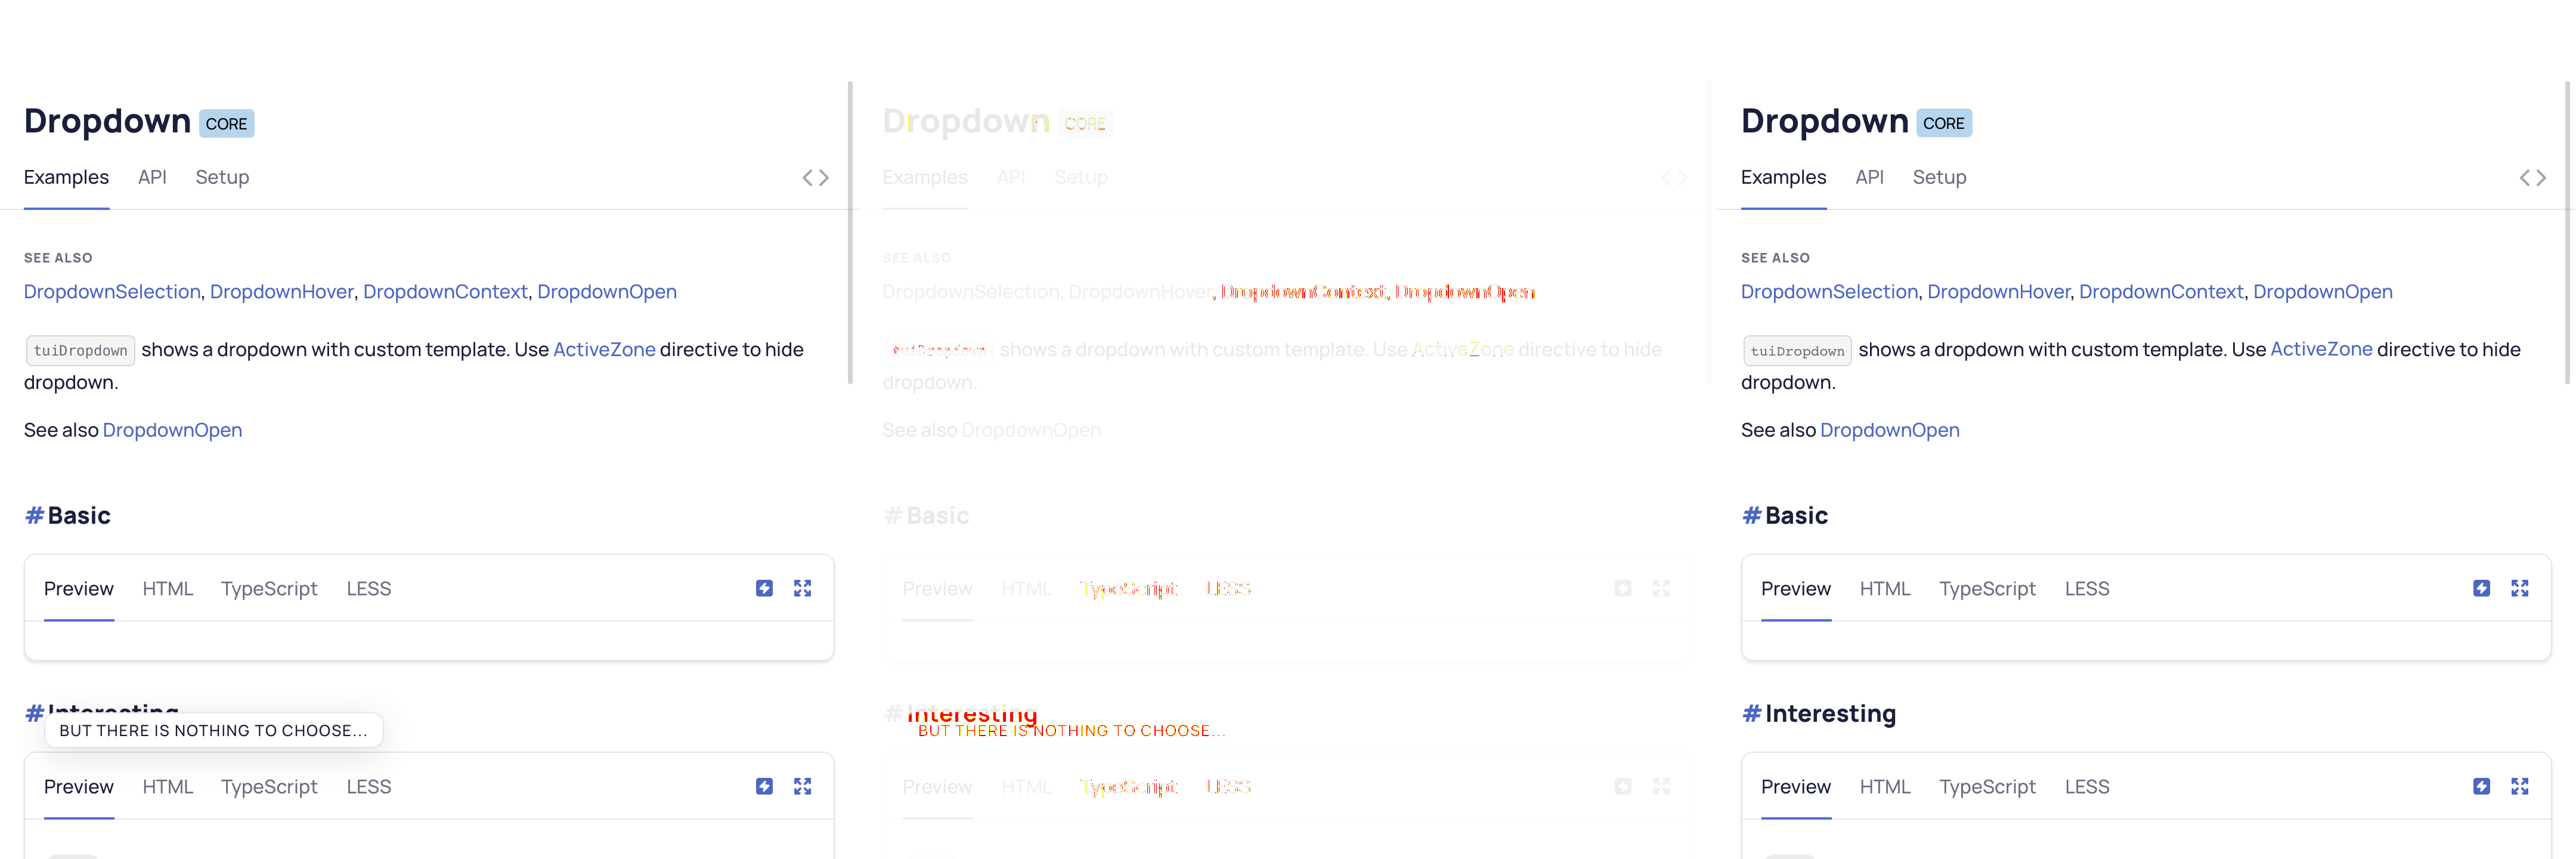 Dropdown CORE
Examples API Setup
SEE ALSO
DropdownSelection, DropdownHover, DropdownContext, DropdownOpen
tuiDropdown shows a dropdown with custom template. Use ActiveZone directive to hide
dropdown.
See also DropdownOpen
#Basic
Preview HTML TypeScript LESS
#Interesting
BUT THERE IS NOTHING TO CHOOSE...
Preview HTML TypeScript LESS
Dropdown CORE
Examples API Setup
SEE ALSO
DropdownSelection, DropdownHover, DropdownContext, DropdownOpen
tuiDropdown shows a dropdown with custom template. Use ActiveZone directive to hide
dropdown.
See also DropdownOpen
#Basic
Preview HTML TypeScript LESS
#Interesting
BUT THERE IS NOTHING TO CHOOSE...
Preview HTML TypeScript LESS
Dropdown CORE
Examples API Setup
SEE ALSO
DropdownSelection, DropdownHover, DropdownContext, DropdownOpen
tuiDropdown shows a dropdown with custom template. Use ActiveZone directive to hide
dropdown.
See also DropdownOpen
#Basic
Preview HTML TypeScript LESS
#Interesting
Preview HTML TypeScript LESS